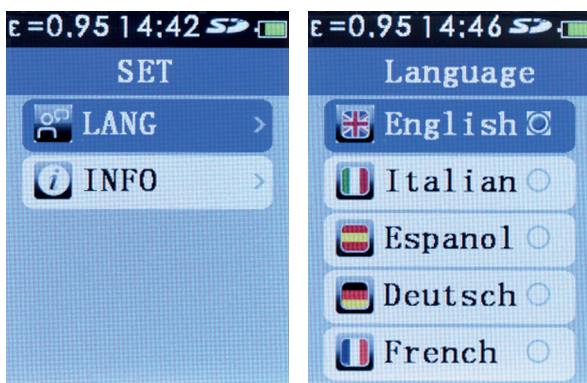 ε=0.95 14:42
SET
LANG
i INFO
ε=0.95 14:46
Language
English
Italian
Espanol
Deutsch
French